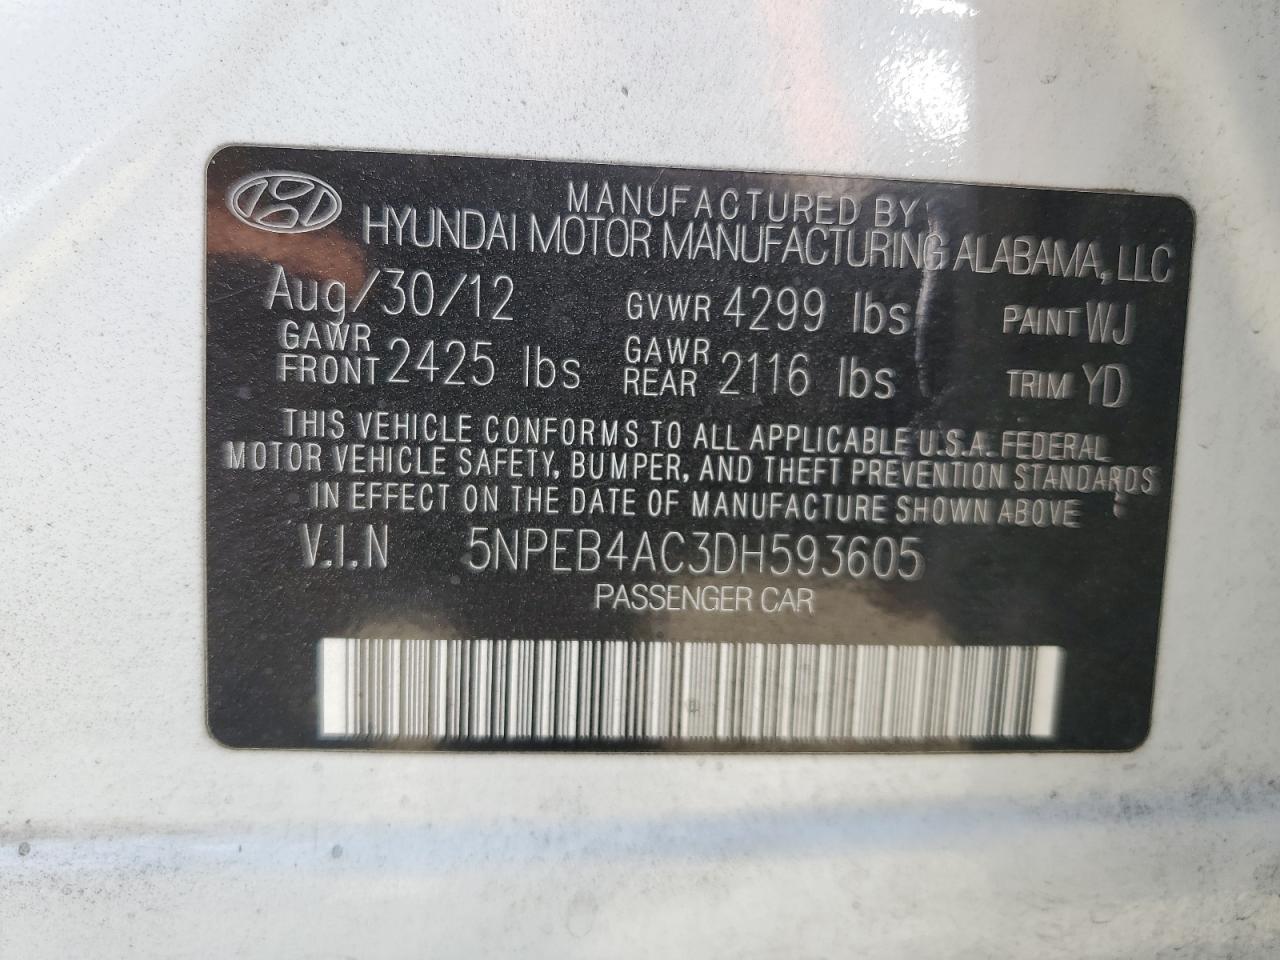 MANUFACTURED BY
HYUNDAI MOTOR MANUFACTURING ALABAMA, LLC
Aug/30/12 GVWR 4299 lbs PAINT WJ
GAWR FRONT 2425 lbs GAWR REAR 2116 lbs TRIM YD
THIS VEHICLE CONFORMS TO ALL APPLICABLE U.S.A. FEDERAL
MOTOR VEHICLE SAFETY, BUMPER, AND THEFT PREVENTION STANDARDS
IN EFFECT ON THE DATE OF MANUFACTURE SHOWN ABOVE
V.I.N 5NPEB4AC3DH593605
PASSENGER CAR